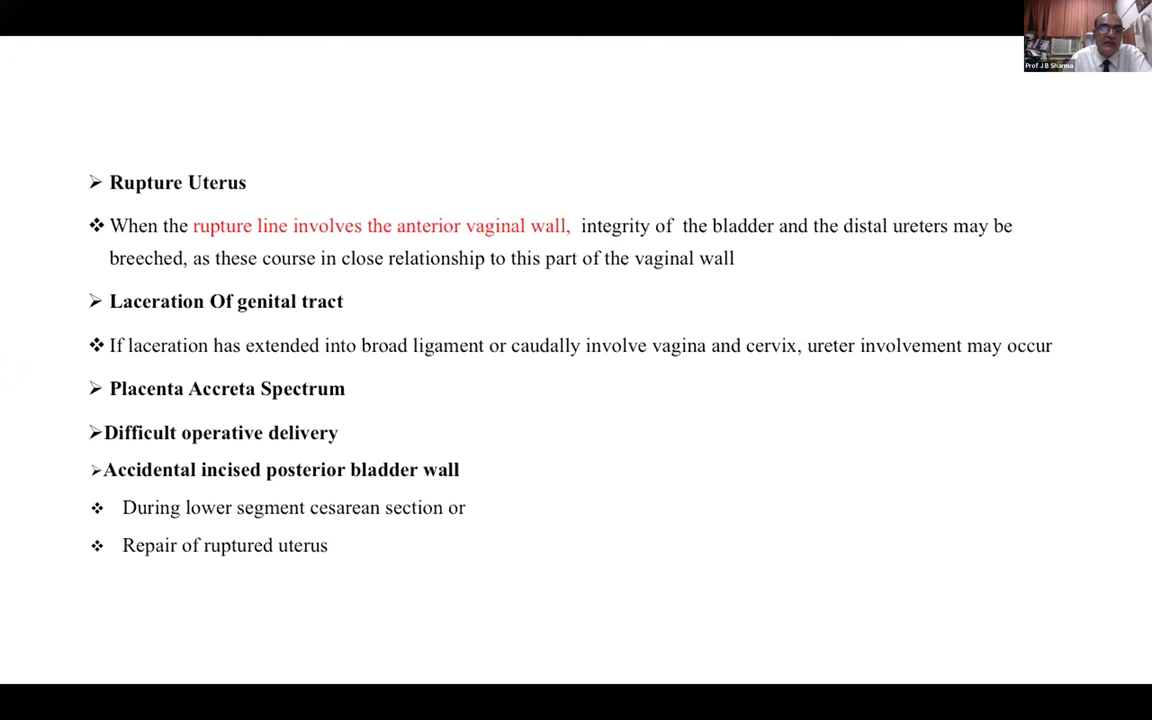 Prof J B Sharma
➢ Rupture Uterus
❖ When the rupture line involves the anterior vaginal wall, integrity of the bladder and the distal ureters may be
breeched, as these course in close relationship to this part of the vaginal wall
➢ Laceration Of genital tract
❖ If laceration has extended into broad ligament or caudally involve vagina and cervix, ureter involvement may occur
➢ Placenta Accreta Spectrum
➢Difficult operative delivery
➢Accidental incised posterior bladder wall
❖ During lower segment cesarean section or
❖ Repair of ruptured uterus